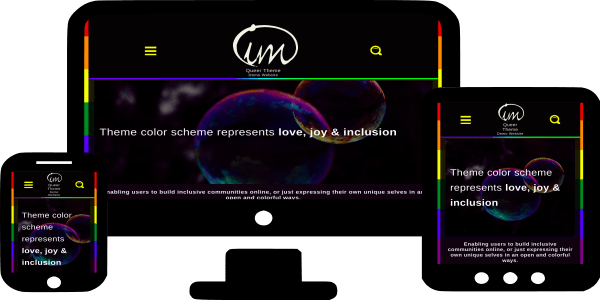 im
Queer Theme
Demo Website
Theme color scheme represents love, joy & inclusion
Enabling users to build inclusive communities online, or just expressing their own unique selves in an
open and colorful ways.
im
Queer
Theme
Demo Website
Theme color scheme
represents love, joy &
inclusion
Enabling users to build inclusive
communities online, or just expressing their
own unique selves in an open and colorful
ways.
im
Queer
Theme
Demo
Website
Theme color
scheme
represents
love, joy &
inclusion